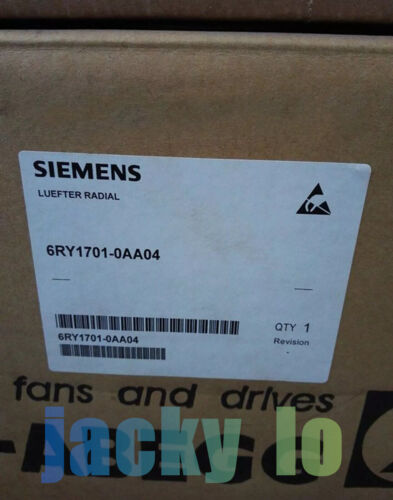 SIEMENS
LUEFTER RADIAL
6RY1701-0AA04
6RY1701-0AA04
QTY 1
Revision
fans and drives
jacky lo